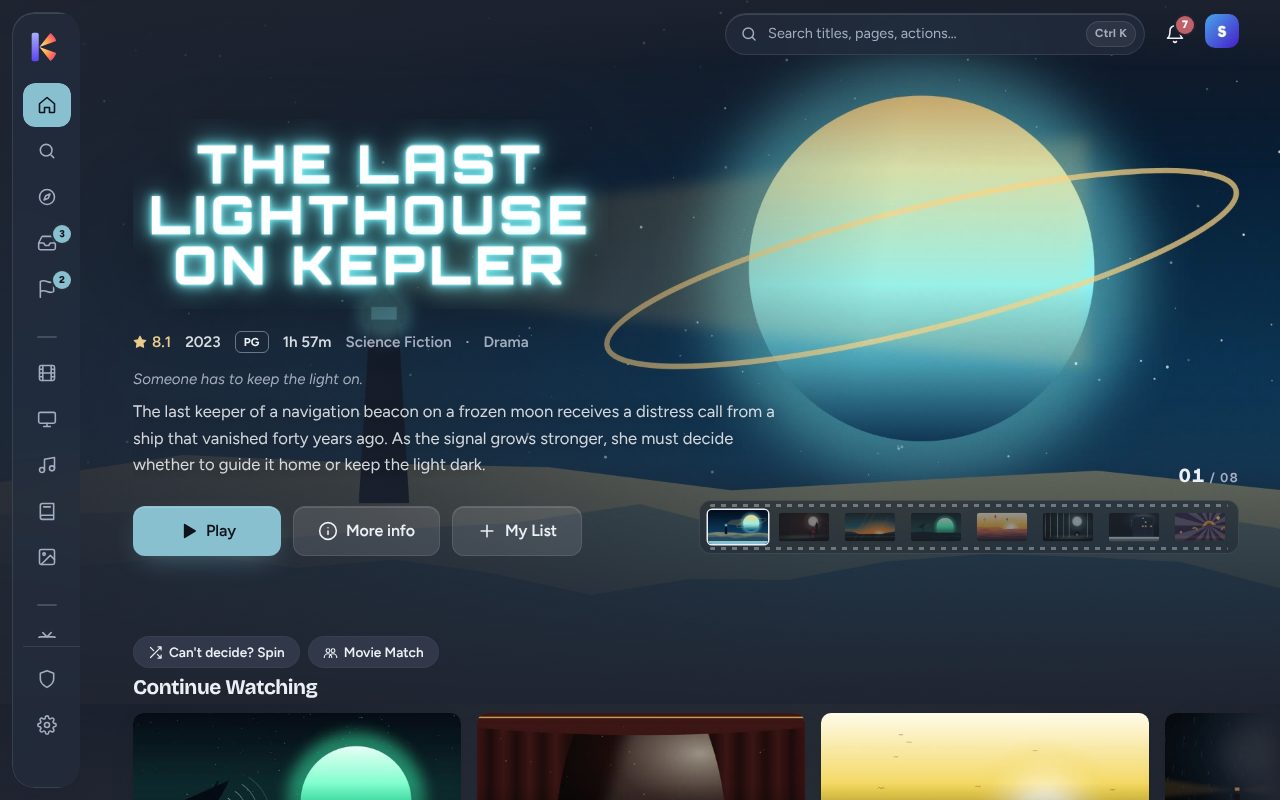 Search titles, pages, actions...
Ctrl K
7
S
3
2
THE LAST
LIGHTHOUSE
ON KEPLER
8.1 2023 PG 1h 57m Science Fiction · Drama
Someone has to keep the light on.
The last keeper of a navigation beacon on a frozen moon receives a distress call from a
ship that vanished forty years ago. As the signal grows stronger, she must decide
whether to guide it home or keep the light dark.
01 / 08
Play
More info
My List
Can't decide? Spin
Movie Match
Continue Watching